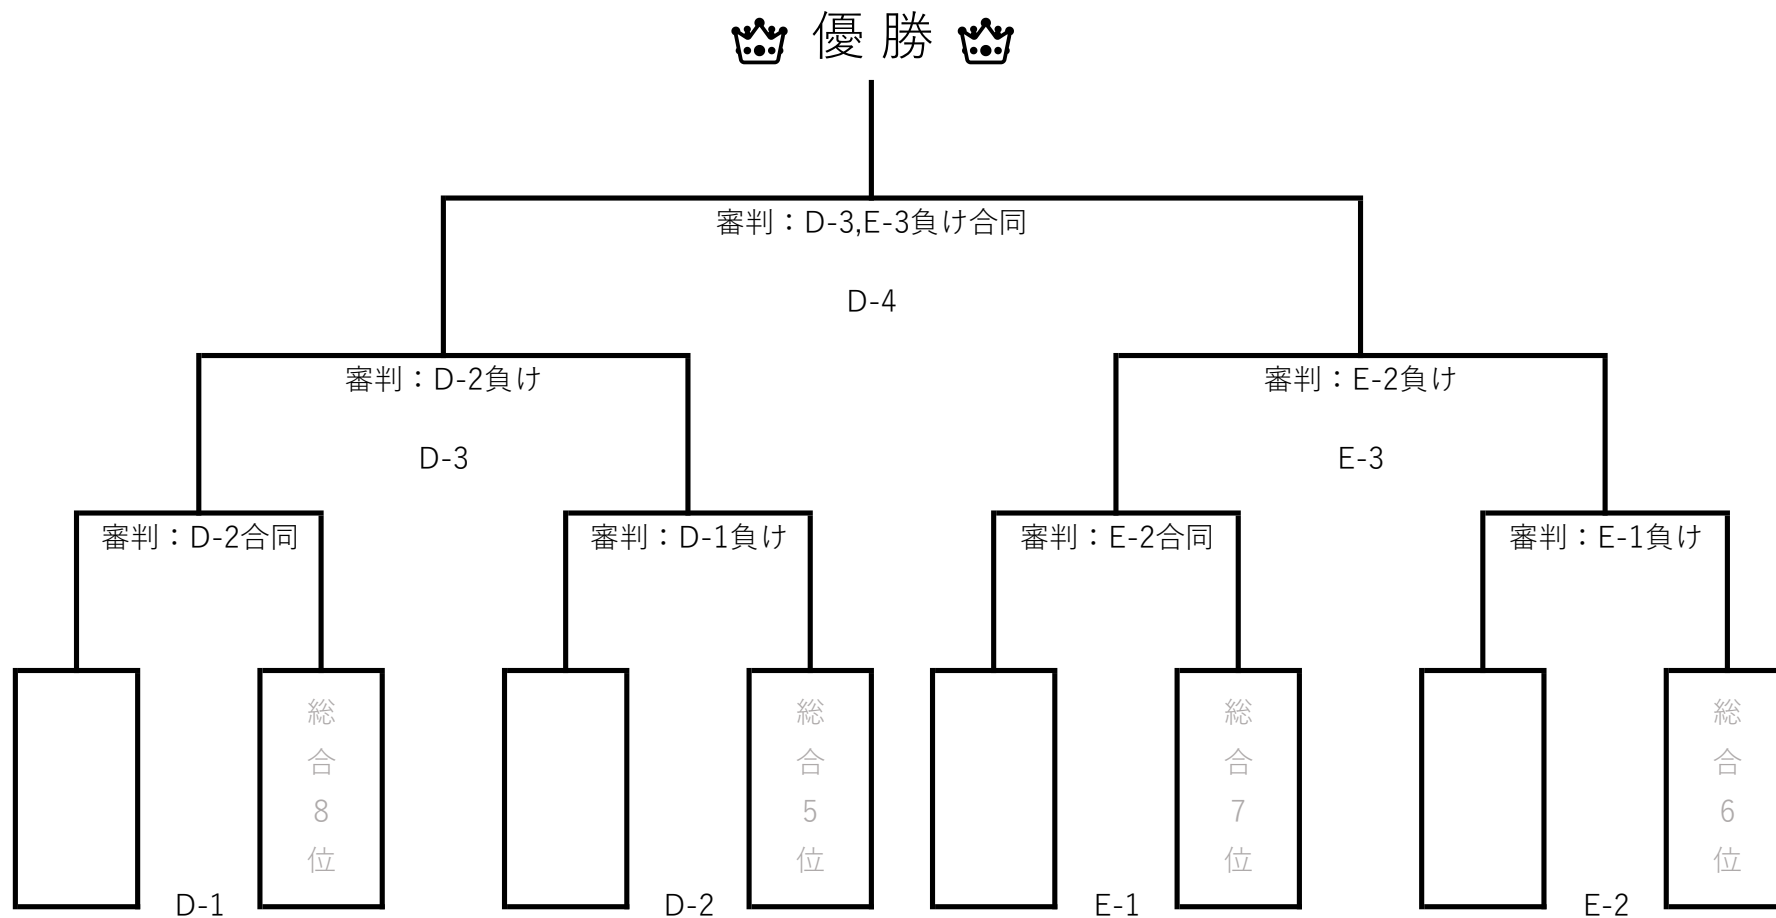 優勝
審判：D-3,E-3負け合同
D-4
審判：D-2負け
審判：E-2負け
D-3
E-3
審判：D-2合同
審判：D-1負け
審判：E-2合同
審判：E-1負け
総合8位
総合5位
総合7位
総合6位
D-1
D-2
E-1
E-2